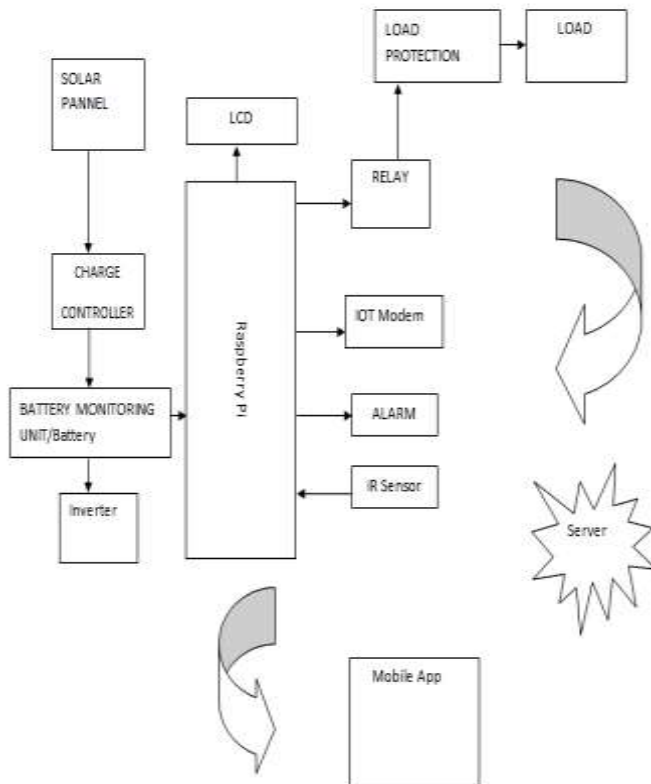 LOAD
PROTECTION
LOAD
SOLAR
PANNEL
LCD
RELAY
CHARGE
CONTROLLER
Raspberry Pi
IOT Modem
BATTERY MONITORING
UNIT/Battery
ALARM
IR Sensor
Inverter
Server
Mobile App